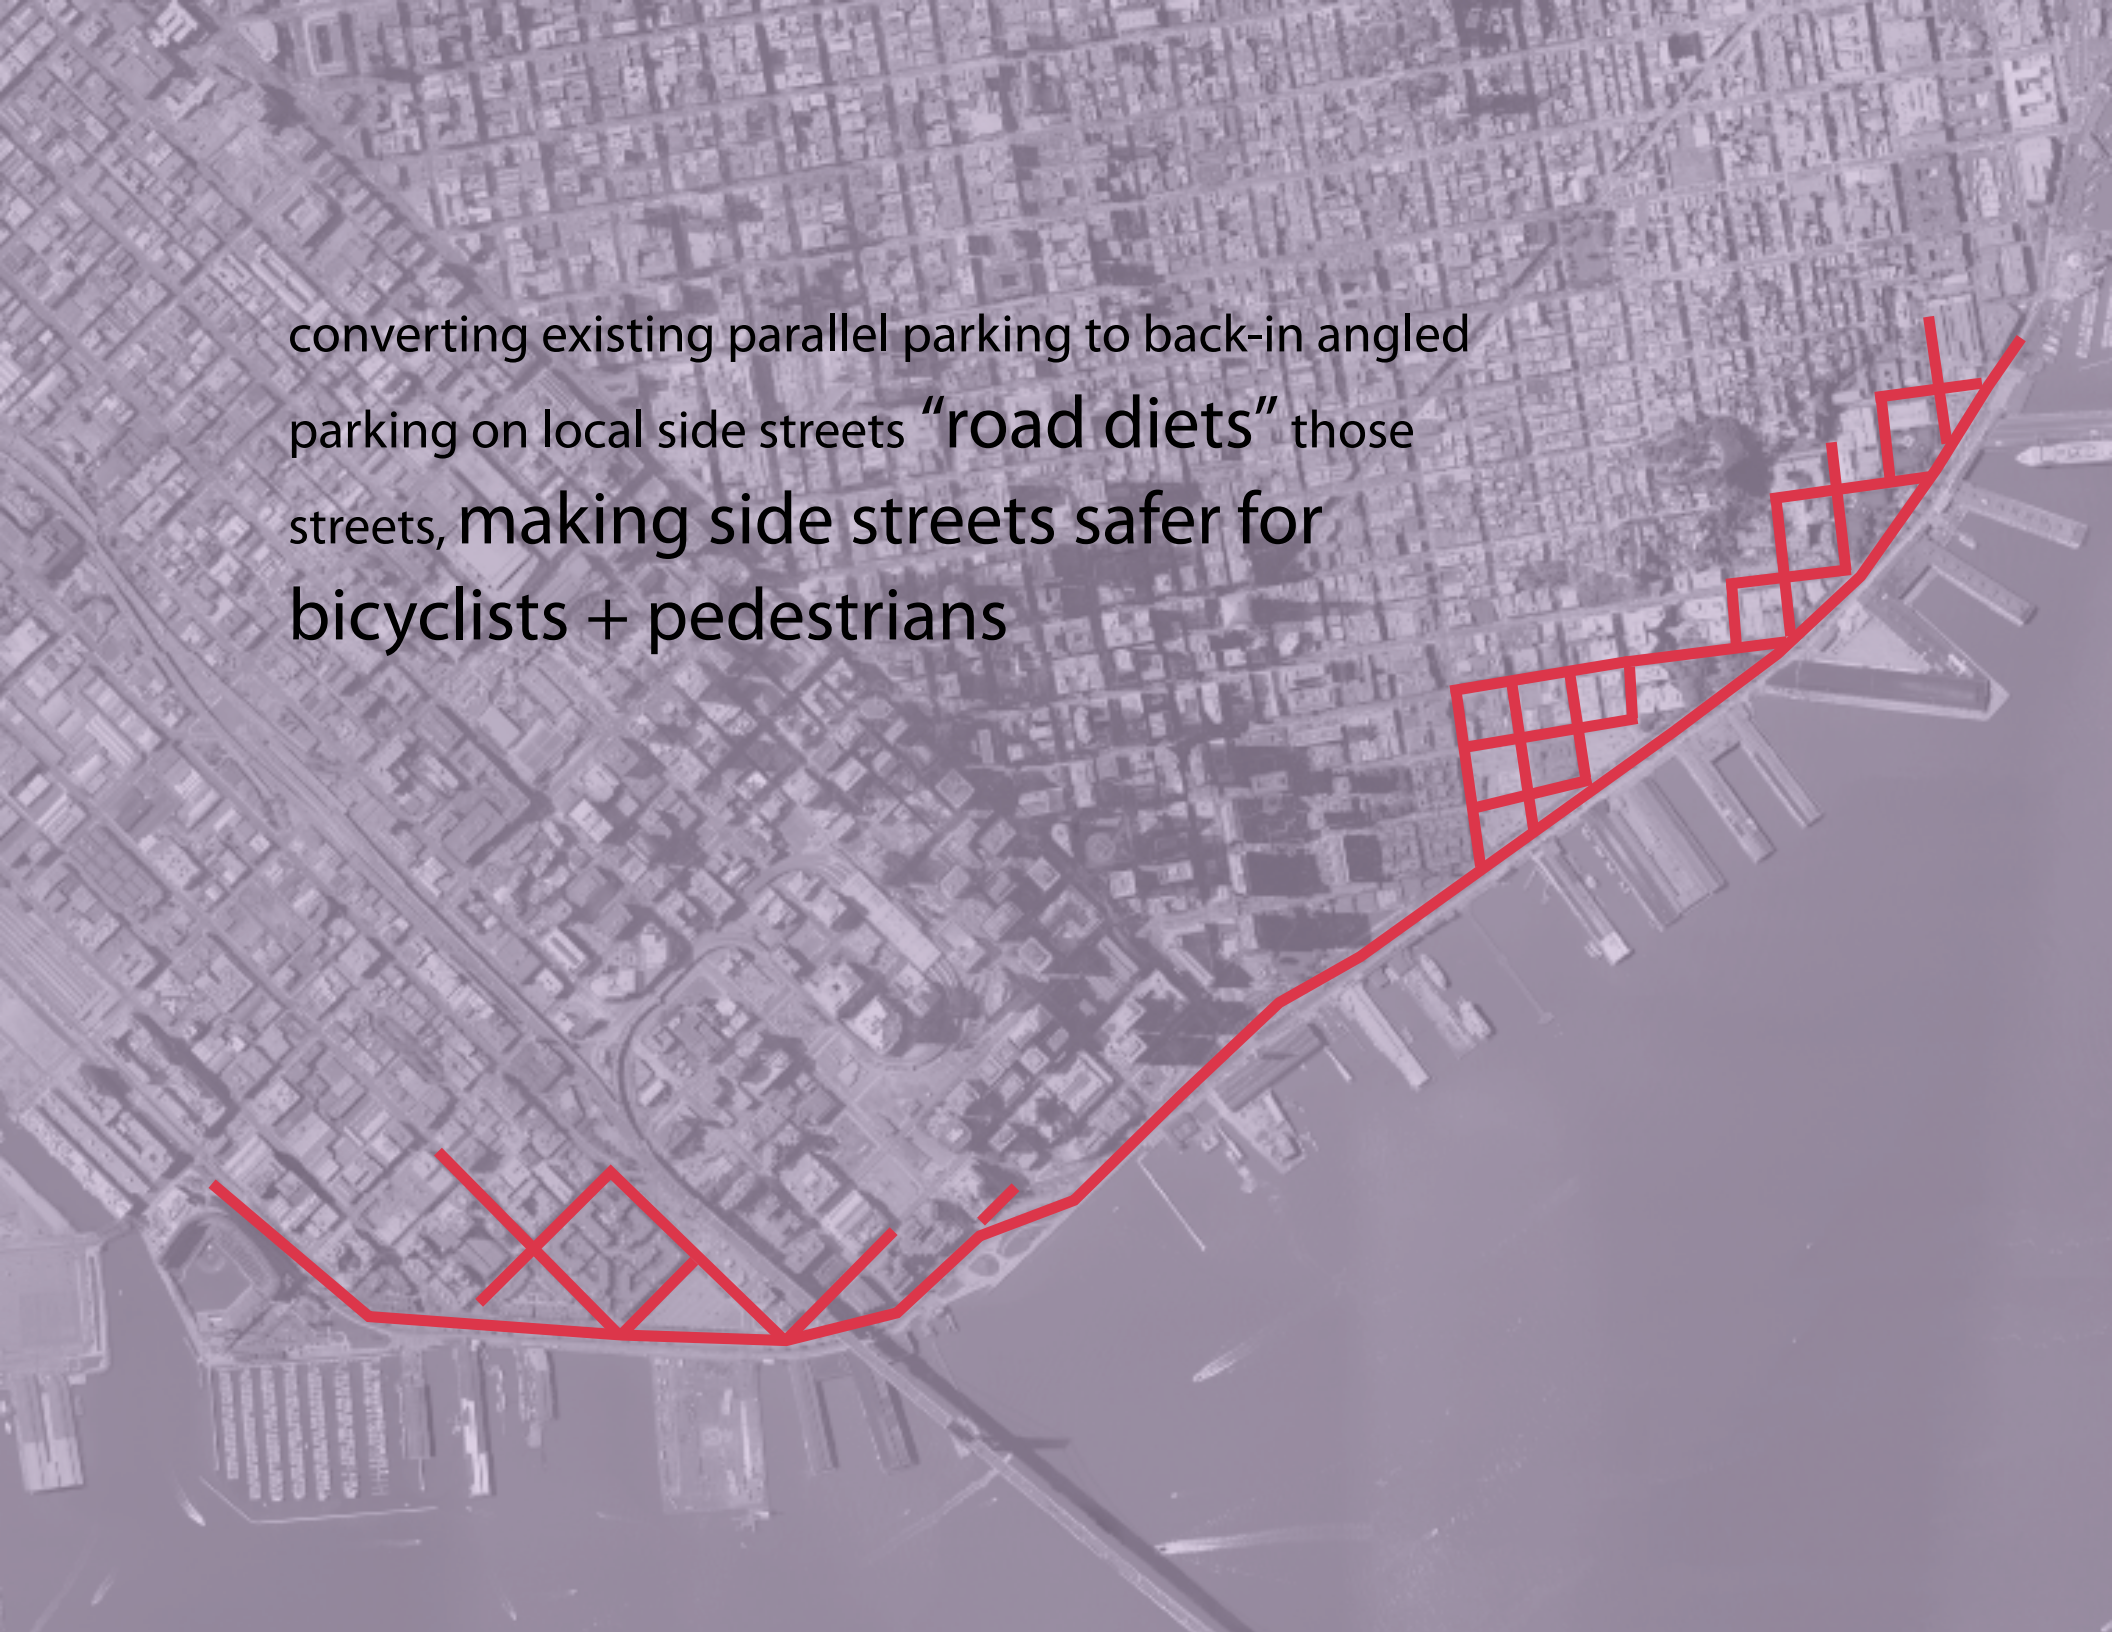 converting existing parallel parking to back-in angled
parking on local side streets “road diets” those
streets, making side streets safer for
bicyclists + pedestrians